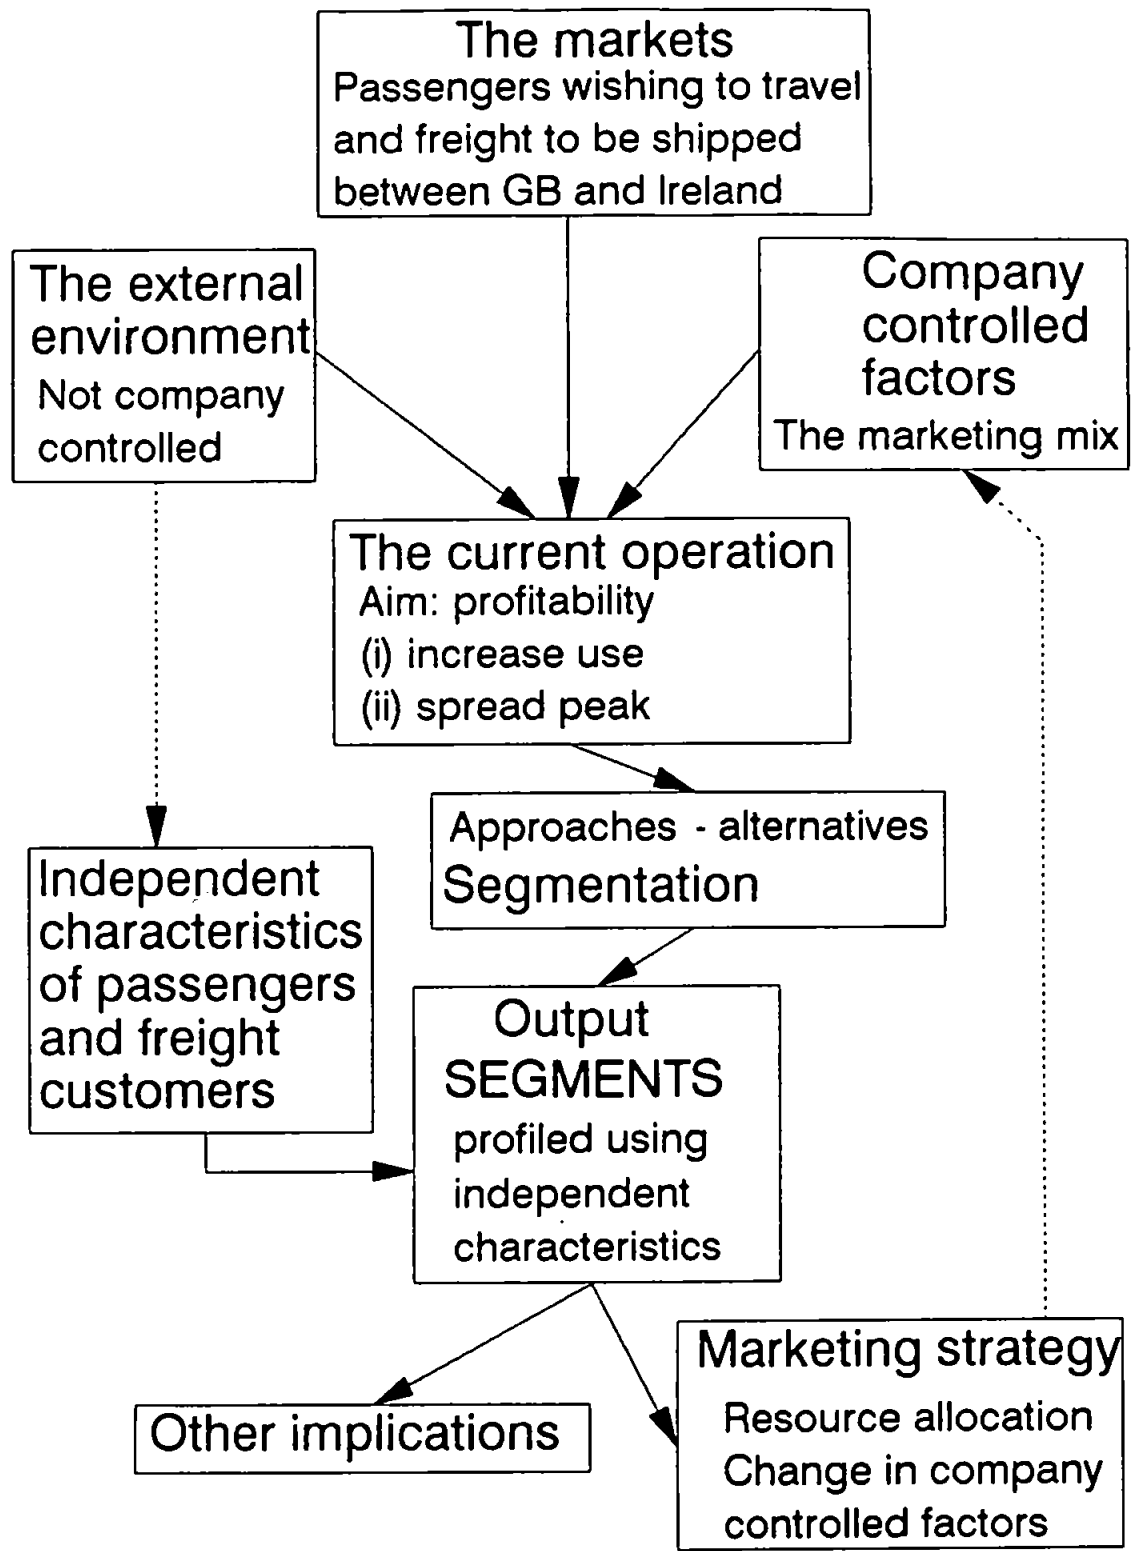 The markets
Passengers wishing to travel
and freight to be shipped
between GB and Ireland
The external
environment
Not company
controlled
Company
controlled
factors
The marketing mix
The current operation
Aim: profitability
(i) increase use
(ii) spread peak
Approaches - alternatives
Segmentation
Independent
characteristics
of passengers
and freight
customers
Output
SEGMENTS
profiled using
independent
characteristics
Marketing strategy
Resource allocation
Change in company
controlled factors
Other implications